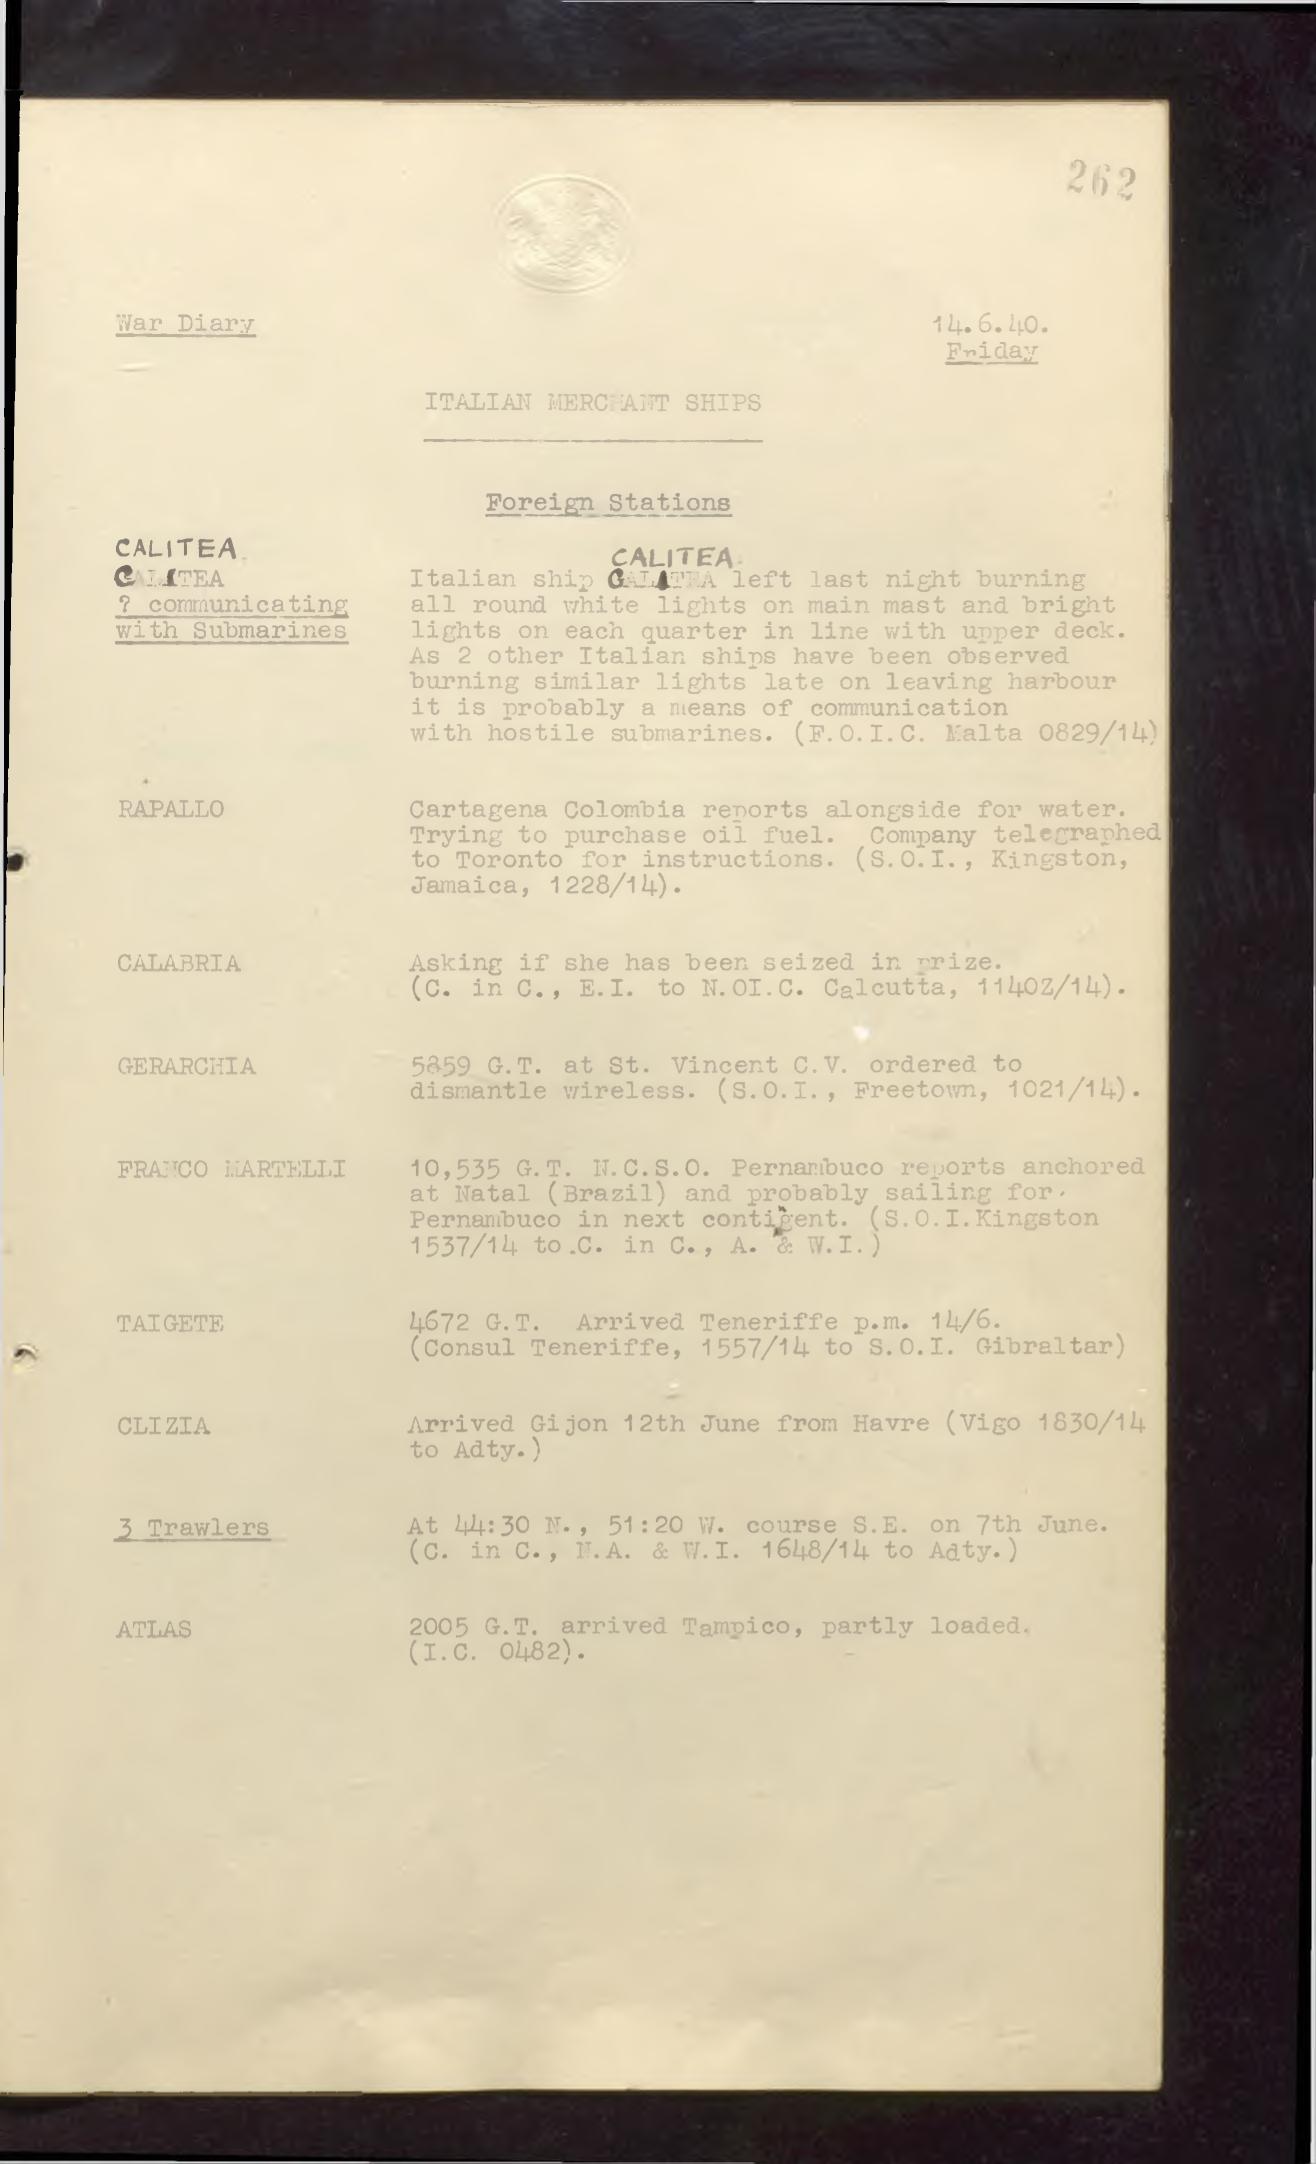 262
War Diary 14.6.40.
Friday
ITALIAN MERCHANT SHIPS
Foreign Stations
CALITEA CALITEA
CALITEA Italian ship CALITEA left last night burning
? communicating all round white lights on main mast and bright
with Submarines lights on each quarter in line with upper deck.
As 2 other Italian ships have been observed
burning similar lights late on leaving harbour
it is probably a means of communication
with hostile submarines. (F.O.I.C. Malta 0829/14)
RAPALLO Cartagena Colombia reports alongside for water.
Trying to purchase oil fuel. Company telegraphed
to Toronto for instructions. (S.O.I., Kingston,
Jamaica, 1228/14).
CALABRIA Asking if she has been seized in prize.
(C. in C., E.I. to N.OI.C. Calcutta, 1140Z/14).
GERARCHIA 5859 G.T. at St. Vincent C.V. ordered to
dismantle wireless. (S.O.I., Freetown, 1021/14).
FRANCO MARTELLI 10,535 G.T. N.C.S.O. Pernambuco reports anchored
at Natal (Brazil) and probably sailing for
Pernambuco in next contigent. (S.O.I.Kingston
1537/14 to C. in C., A. & W.I.)
TAIGETE 4672 G.T. Arrived Teneriffe p.m. 14/6.
(Consul Teneriffe, 1557/14 to S.O.I. Gibraltar)
CLIZIA Arrived Gijon 12th June from Havre (Vigo 1830/14
to Adty.)
3 Trawlers At 44:30 N., 51:20 W. course S.E. on 7th June.
(C. in C., N.A. & W.I. 1648/14 to Adty.)
ATLAS 2005 G.T. arrived Tampico, partly loaded.
(I.C. 0482).